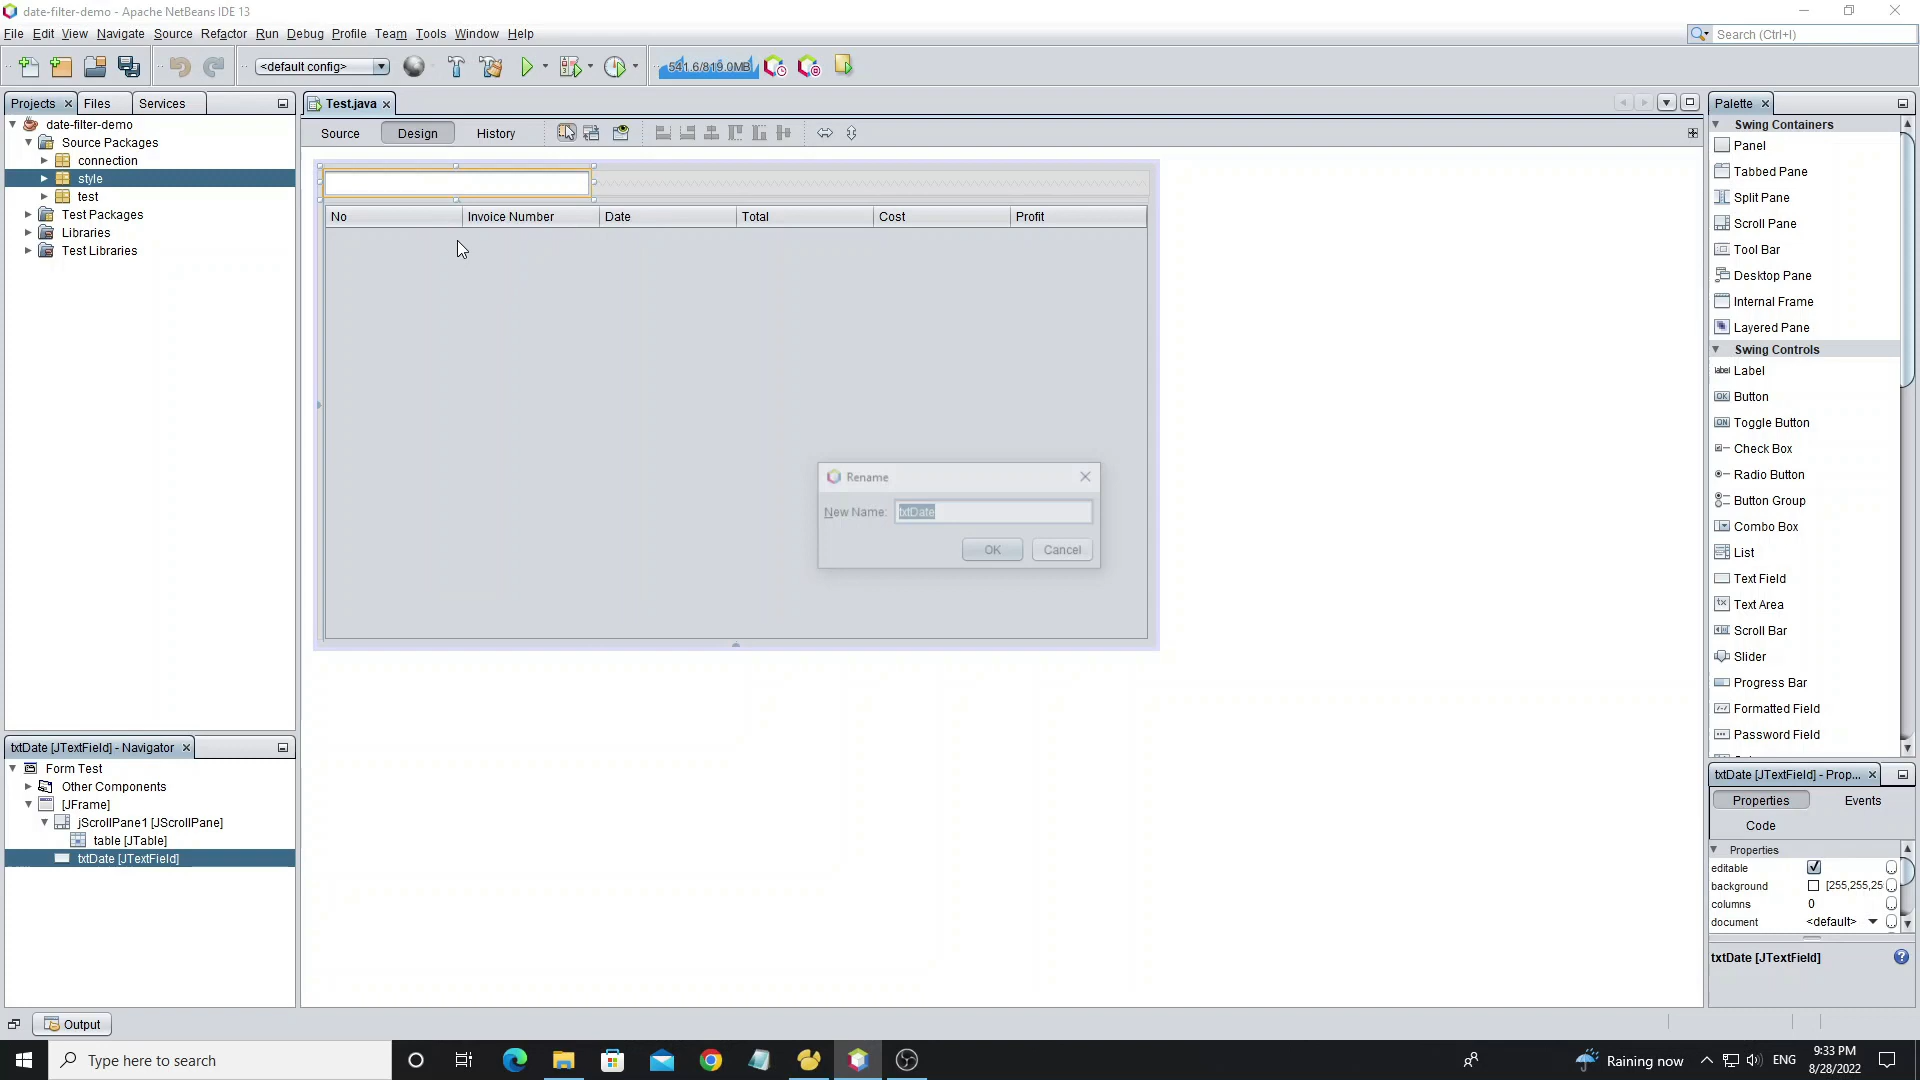 date-filter-demo - Apache NetBeans IDE 13
File Edit View Navigate Source Refactor Run Debug Profile Team Tools Window Help
Search (Ctrl+I)
<default config>
541.6/819.0MB
Projects Files Services
Test.java
Palette
Source Design History
date-filter-demo
Source Packages
connection
style
test
Test Packages
Libraries
Test Libraries
No Invoice Number Date Total Cost Profit
Rename
New Name: txtDate
OK Cancel
Swing Containers
Panel
Tabbed Pane
Split Pane
Scroll Pane
Tool Bar
Desktop Pane
Internal Frame
Layered Pane
Swing Controls
Label
Button
Toggle Button
Check Box
Radio Button
Button Group
Combo Box
List
Text Field
Text Area
Scroll Bar
Slider
Progress Bar
Formatted Field
Password Field
txtDate [JTextField] - Navigator
Form Test
Other Components
[JFrame]
jScrollPane1 [JScrollPane]
table [JTable]
txtDate [JTextField]
txtDate [JTextField] - Prop...
Properties Events
Code
Properties
editable
background [255,255,25
columns 0
document <default>
txtDate [JTextField]
Output
Type here to search
Raining now
ENG
9:33 PM
8/28/2022